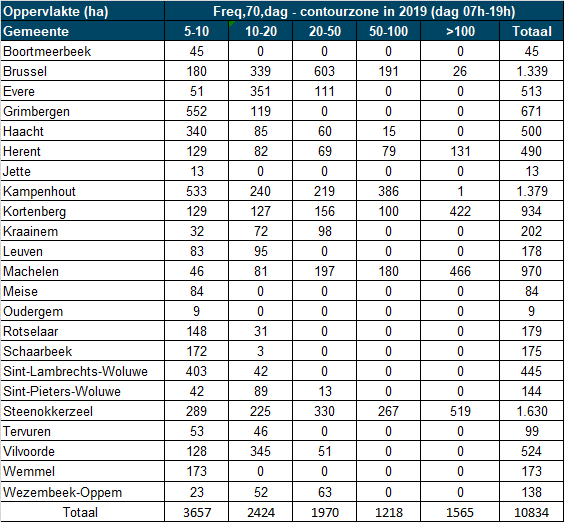 Oppervlakte (ha) Freq,70,dag - contourzone in 2019 (dag 07h-19h)
Gemeente 5-10 10-20 20-50 50-100 >100 Totaal
Boortmeerbeek 45 0 0 0 0 45
Brussel 180 339 603 191 26 1.339
Evere 51 351 111 0 0 513
Grimbergen 552 119 0 0 0 671
Haacht 340 85 60 15 0 500
Herent 129 82 69 79 131 490
Jette 13 0 0 0 0 13
Kampenhout 533 240 219 386 1 1.379
Kortenberg 129 127 156 100 422 934
Kraainem 32 72 98 0 0 202
Leuven 83 95 0 0 0 178
Machelen 46 81 197 180 466 970
Meise 84 0 0 0 0 84
Oudergem 9 0 0 0 0 9
Rotselaar 148 31 0 0 0 179
Schaarbeek 172 3 0 0 0 175
Sint-Lambrechts-Woluwe 403 42 0 0 0 445
Sint-Pieters-Woluwe 42 89 13 0 0 144
Steenokkerzeel 289 225 330 267 519 1.630
Tervuren 53 46 0 0 0 99
Vilvoorde 128 345 51 0 0 524
Wemmel 173 0 0 0 0 173
Wezembeek-Oppem 23 52 63 0 0 138
Totaal 3657 2424 1970 1218 1565 10834